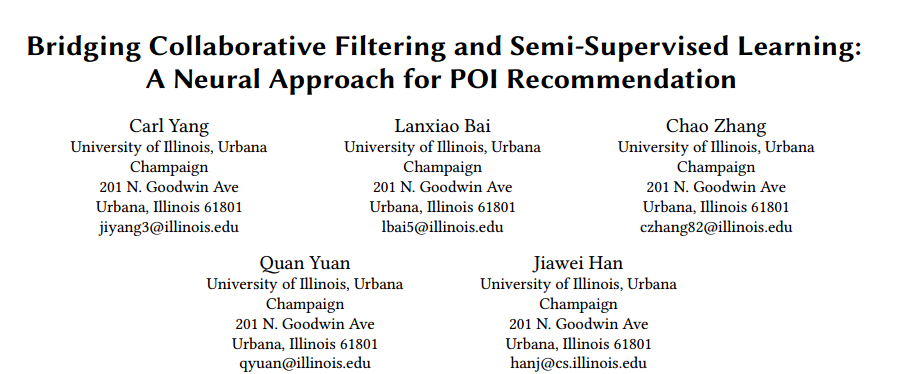 Bridging Collaborative Filtering and Semi-Supervised Learning:
A Neural Approach for POI Recommendation
Carl Yang
University of Illinois, Urbana
Champaign
201 N. Goodwin Ave
Urbana, Illinois 61801
jiyang3@illinois.edu
Lanxiao Bai
University of Illinois, Urbana
Champaign
201 N. Goodwin Ave
Urbana, Illinois 61801
lbai5@illinois.edu
Chao Zhang
University of Illinois, Urbana
Champaign
201 N. Goodwin Ave
Urbana, Illinois 61801
czhang82@illinois.edu
Quan Yuan
University of Illinois, Urbana
Champaign
201 N. Goodwin Ave
Urbana, Illinois 61801
qyuan@illinois.edu
Jiawei Han
University of Illinois, Urbana
Champaign
201 N. Goodwin Ave
Urbana, Illinois 61801
hanj@cs.illinois.edu